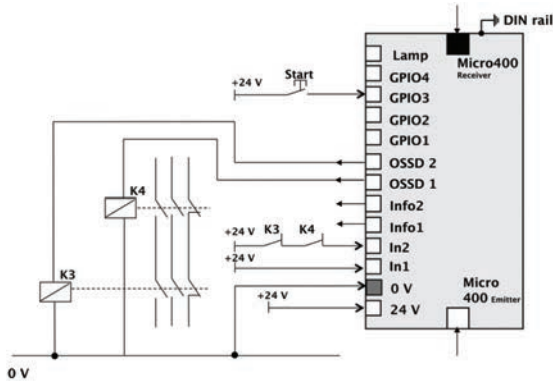 DIN rail
Lamp
Micro400
Receiver
GPIO4
+24 V
Start
GPIO3
GPIO2
GPIO1
OSSD 2
K4
OSSD 1
Info2
Info1
+24 V
K3
K4
In2
+24 V
In1
K3
Micro
400 Emitter
0 V
+24 V
24 V
0 V